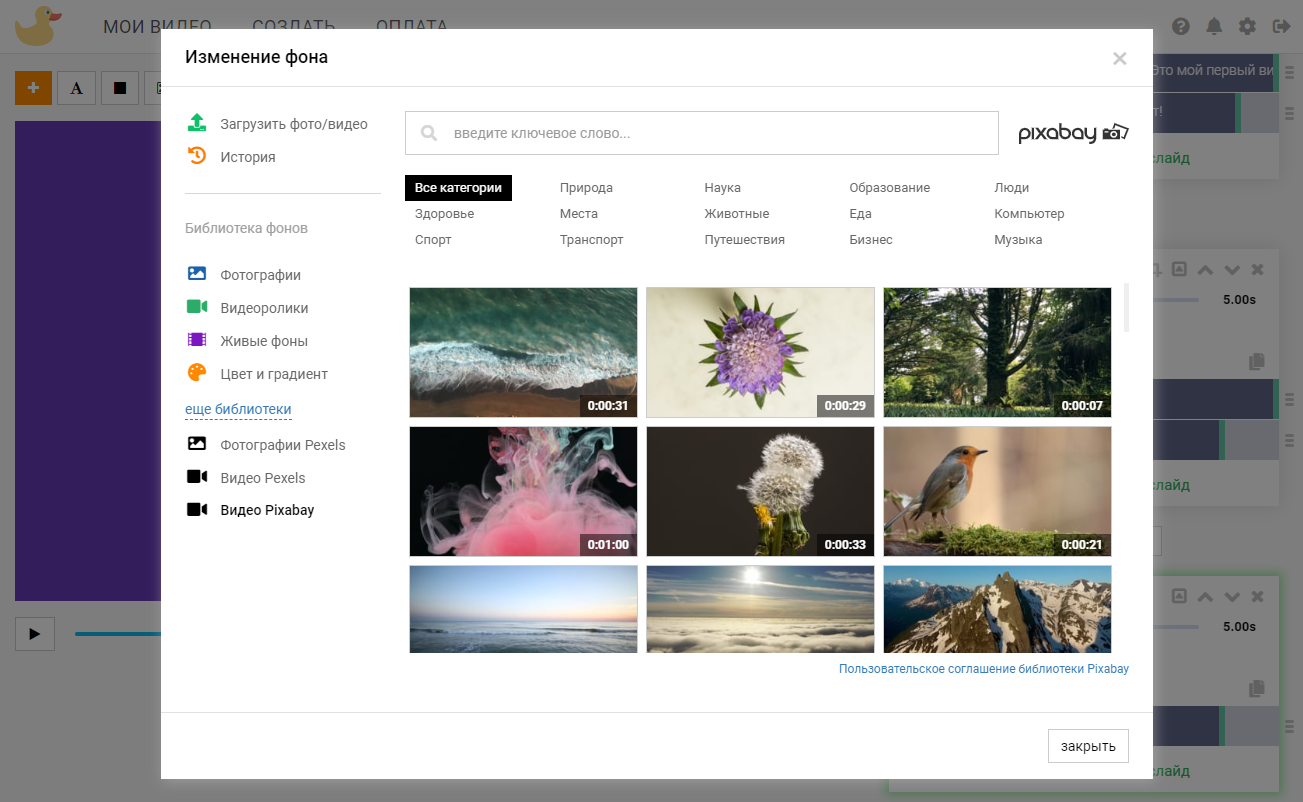 МОИ ВИДЕО СОЗДАТЬ ОПЛАТА
Изменение фона
Загрузить фото/видео
История
Библиотека фонов
Фотографии
Видеоролики
Живые фоны
Цвет и градиент
еще библиотеки
Фотографии Pexels
Видео Pexels
Видео Pixabay
введите ключевое слово...
pixabay
Все категории Природа Наука Образование Люди
Здоровье Места Животные Еда Компьютер
Спорт Транспорт Путешествия Бизнес Музыка
0:00:31 0:00:29 0:00:07
0:01:00 0:00:33 0:00:21
Пользовательское соглашение библиотеки Pixabay
закрыть
A
Это мой первый ви
т!
слайд
5.00s
слайд
5.00s
слайд